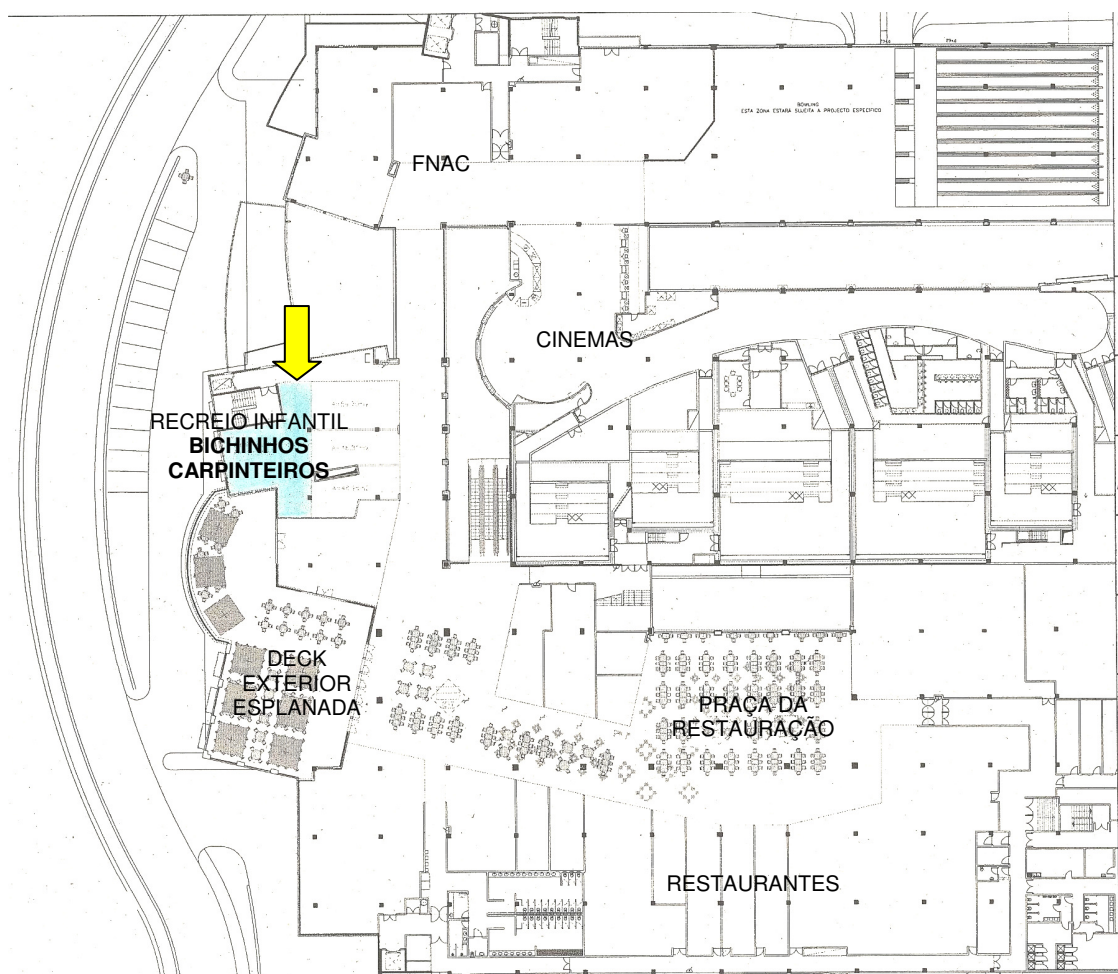 BOWLING
ESTA ZONA ESTARÁ SUJEITA A PROJECTO ESPECÍFICO
FNAC
CINEMAS
RECREIO INFANTIL
BICHINHOS
CARPINTEIROS
DECK
EXTERIOR
ESPLANADA
PRAÇA DA
RESTAURAÇÃO
RESTAURANTES